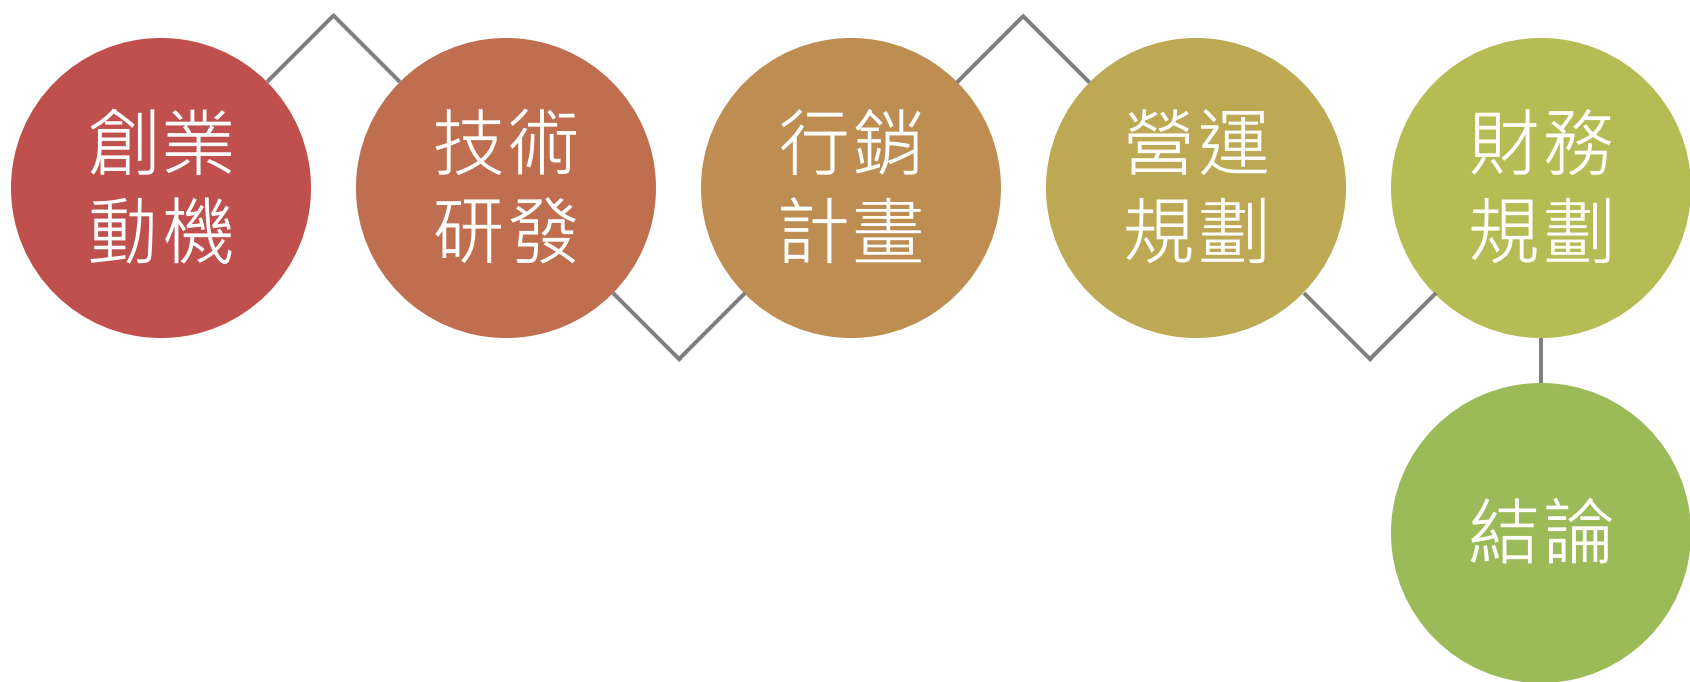 創業
動機
技術
研發
行銷
計畫
營運
規劃
財務
規劃
結論